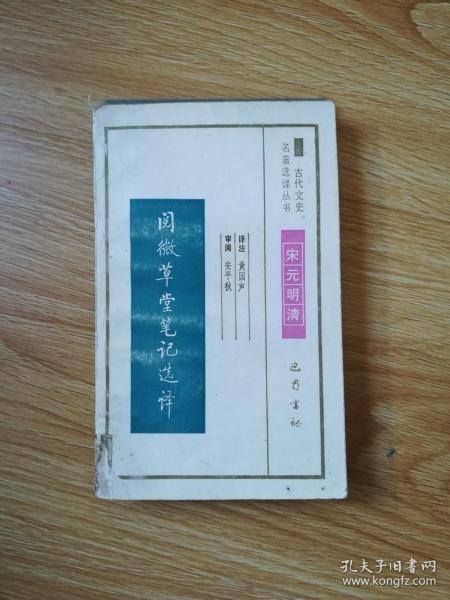 古代文史
名著选译丛书
宋元明清
译注 黄国声
审阅 安平秋
阅微草堂笔记选译
巴蜀书社
孔夫子旧书网
www.kongfz.com